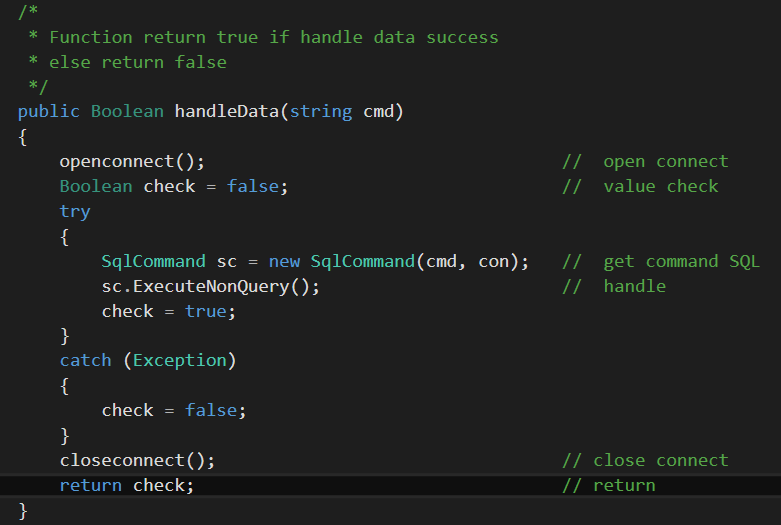 /*
 * Function return true if handle data success
 * else return false
 */
public Boolean handleData(string cmd)
{
    openconnect();                                  //  open connect
    Boolean check = false;                          //  value check
    try
    {
        SqlCommand sc = new SqlCommand(cmd, con);   //  get command SQL
        sc.ExecuteNonQuery();                       //  handle
        check = true;
    }
    catch (Exception)
    {
        check = false;
    }
    closeconnect();                                 // close connect
    return check;                                   // return
}